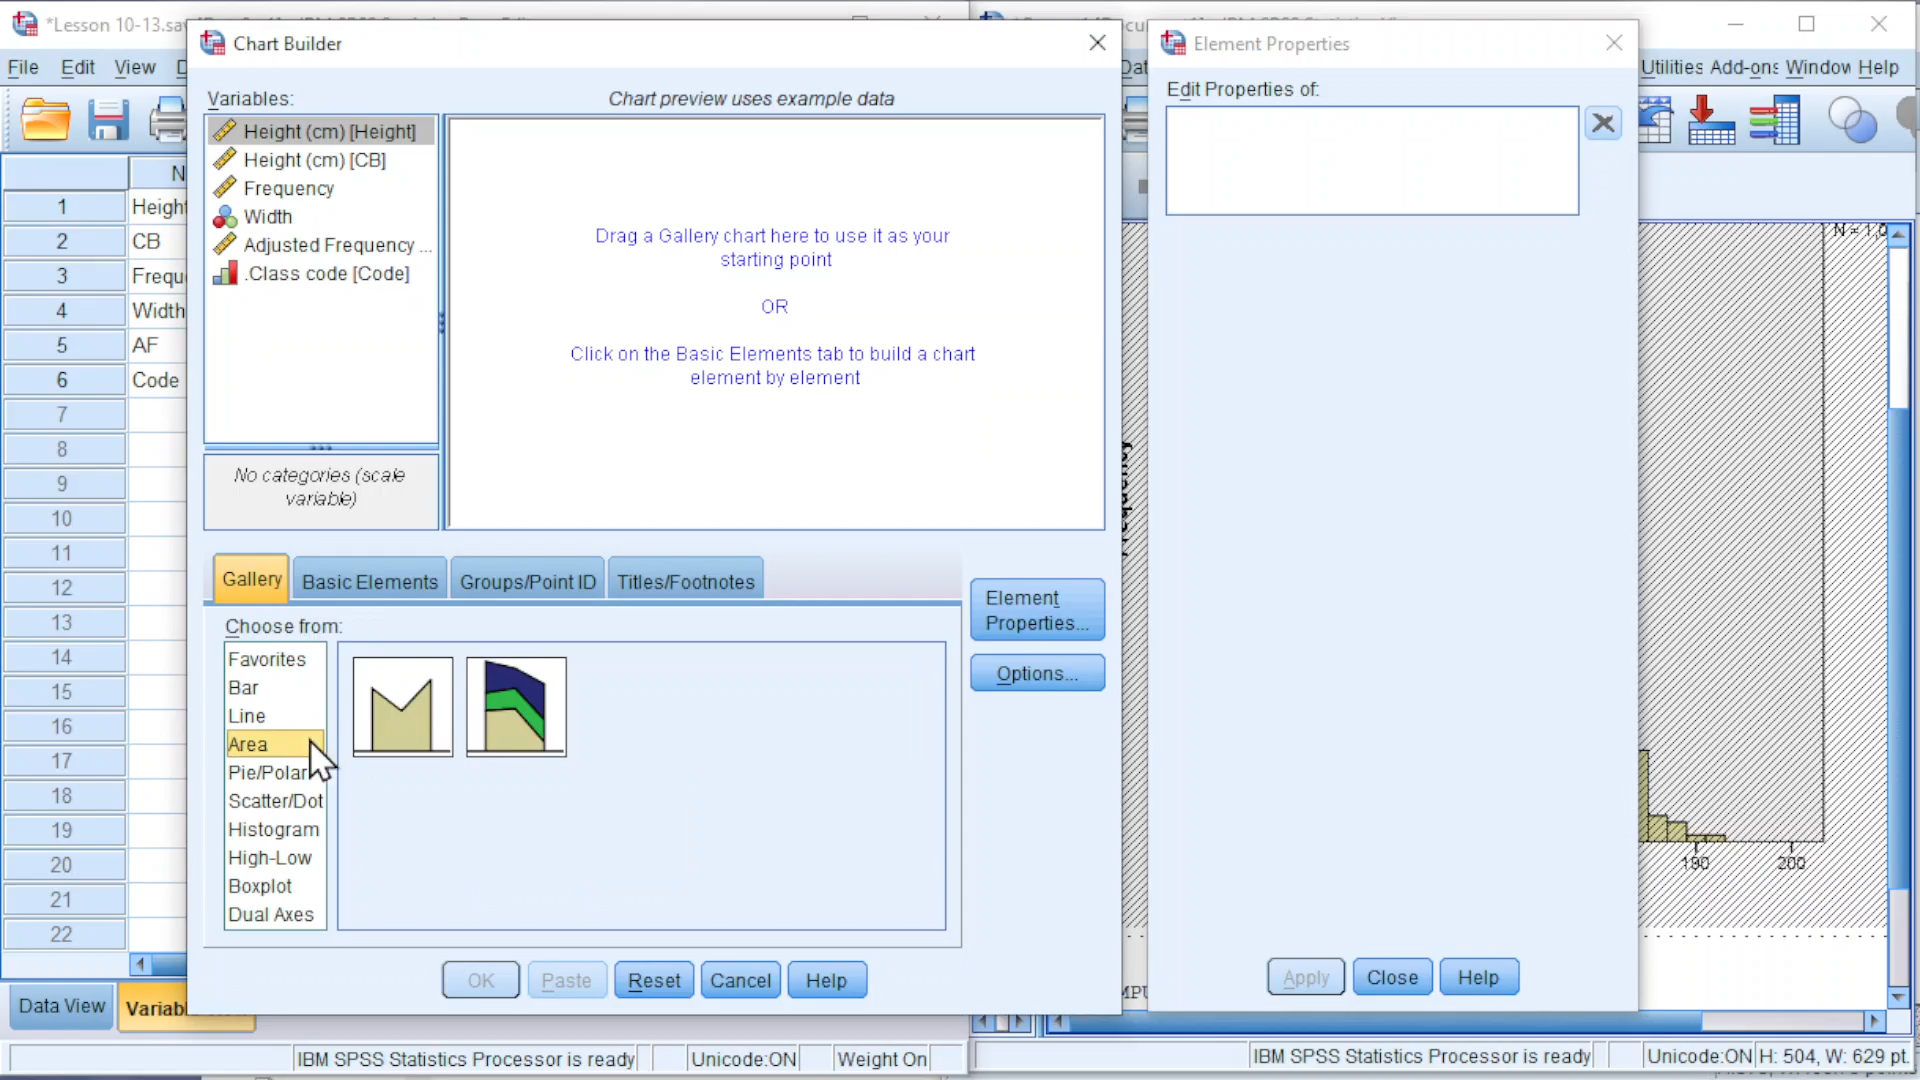 *Lesson 10-13.sav
File Edit View
Chart Builder
Variables:
Chart preview uses example data
Height (cm) [Height]
Height (cm) [CB]
Frequency
Width
Adjusted Frequency ...
.Class code [Code]
No categories (scale
variable)
Drag a Gallery chart here to use it as your
starting point
OR
Click on the Basic Elements tab to build a chart
element by element
Gallery
Basic Elements
Groups/Point ID
Titles/Footnotes
Choose from:
Favorites
Bar
Line
Area
Pie/Polar
Scatter/Dot
Histogram
High-Low
Boxplot
Dual Axes
Element
Properties...
Options...
OK
Paste
Reset
Cancel
Help
Element Properties
Edit Properties of:
Apply
Close
Help
Utilities Add-ons Window Help
N = 1,0
Frequency
190
200
1 Height
2 CB
3 Frequ
4 Width
5 AF
6 Code
7
8
9
10
11
12
13
14
15
16
17
18
19
20
21
22
Data View
Variab
IBM SPSS Statistics Processor is ready
Unicode:ON
Weight On
IBM SPSS Statistics Processor is ready
Unicode:ON
H: 504, W: 629 pt.